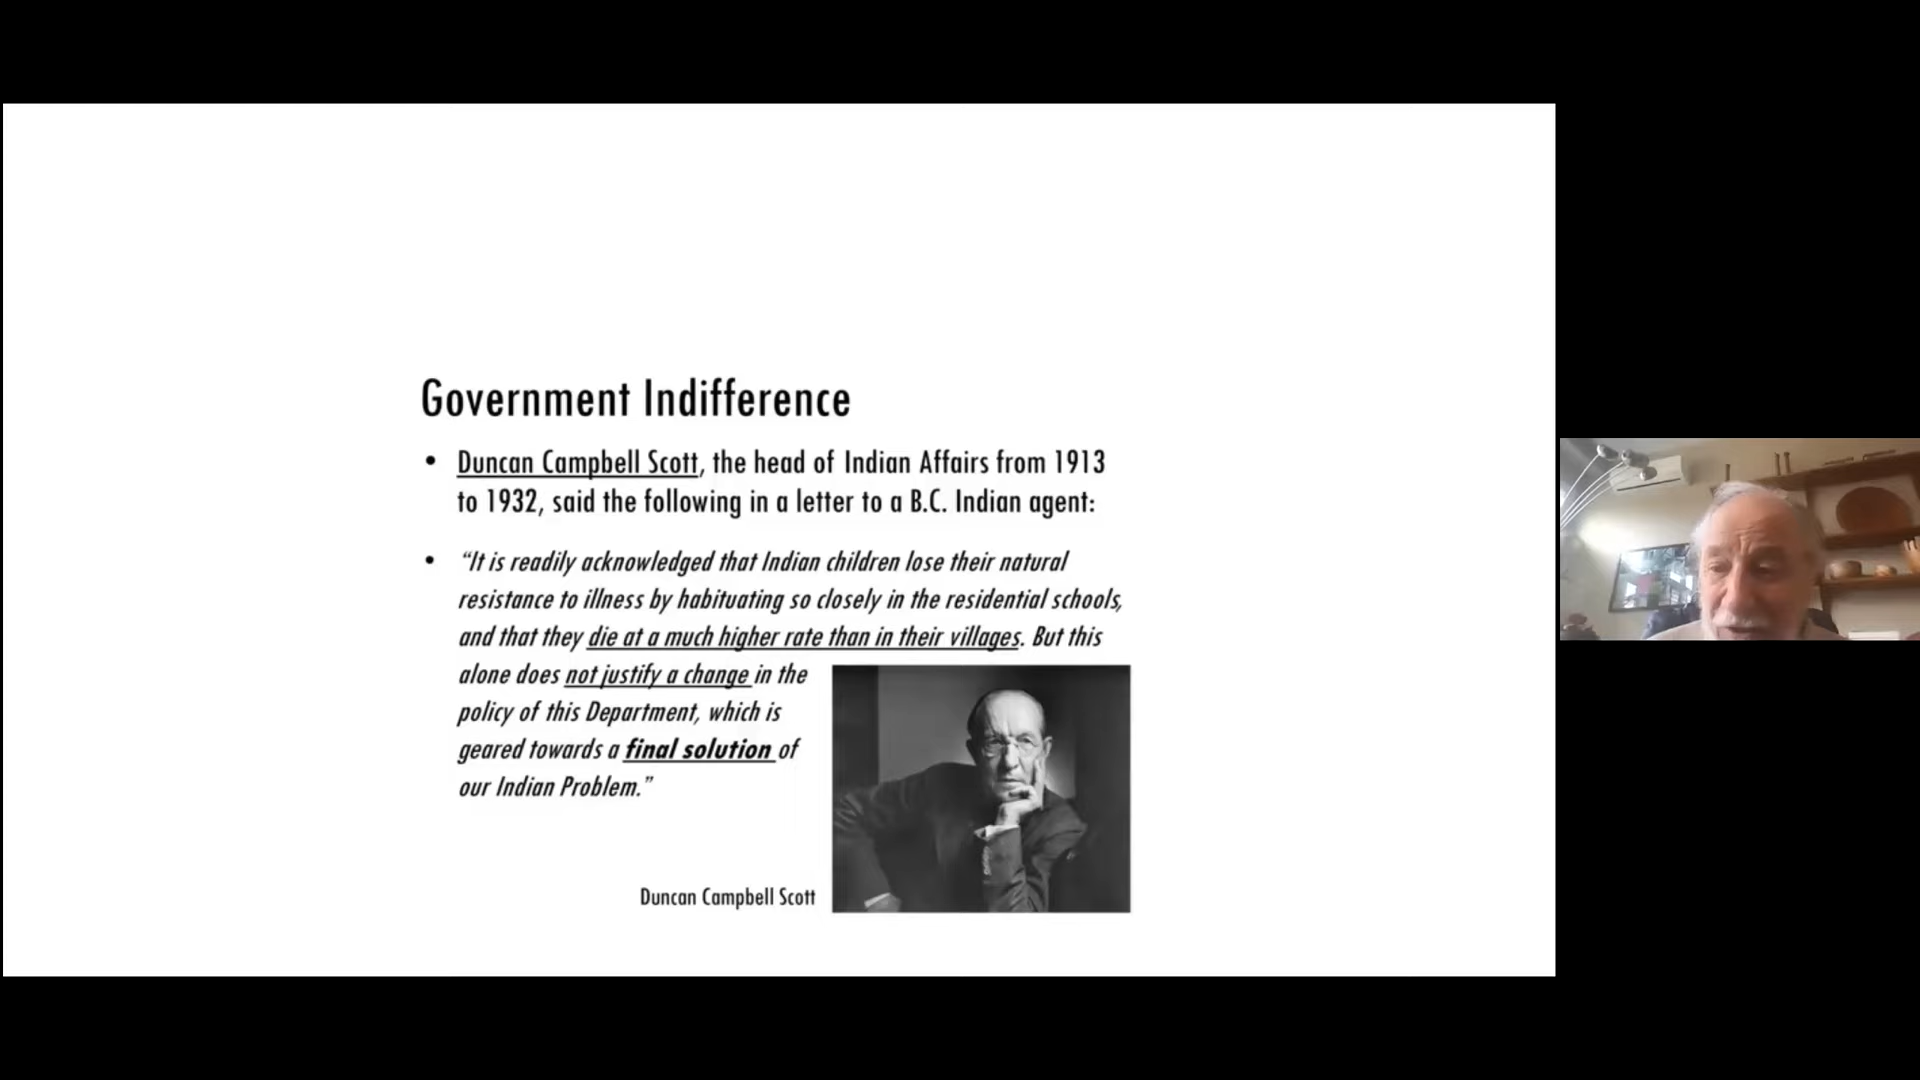 Government Indifference
• Duncan Campbell Scott, the head of Indian Affairs from 1913
to 1932, said the following in a letter to a B.C. Indian agent:
• “It is readily acknowledged that Indian children lose their natural
resistance to illness by habituating so closely in the residential schools,
and that they die at a much higher rate than in their villages. But this
alone does not justify a change in the
policy of this Department, which is
geared towards a final solution of
our Indian Problem.”
Duncan Campbell Scott